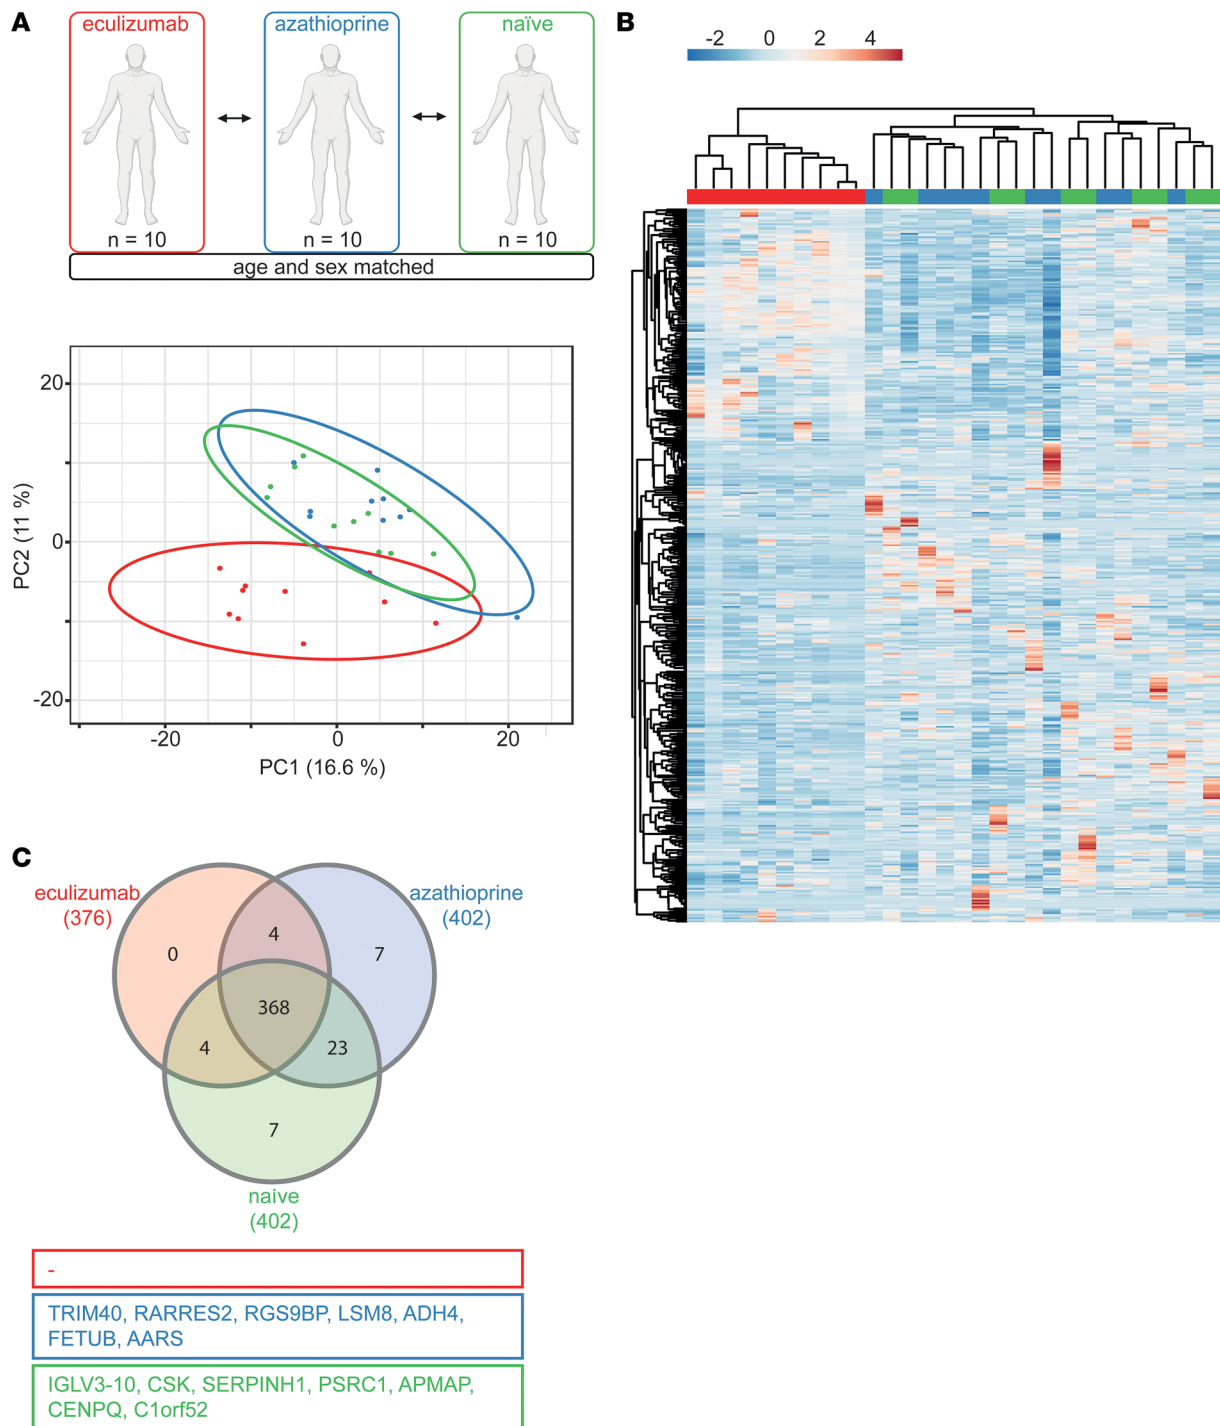 A
eculizumab
azathioprine
naïve
n = 10
n = 10
n = 10
age and sex matched
20
0
-20
PC2 (11 %)
-20
0
20
PC1 (16.6 %)
B
-2
0
2
4
C
eculizumab
(376)
azathioprine
(402)
0
4
7
368
4
23
7
naive
(402)
-
TRIM40, RARRES2, RGS9BP, LSM8, ADH4,
FETUB, AARS
IGLV3-10, CSK, SERPINH1, PSRC1, APMAP,
CENPQ, C1orf52